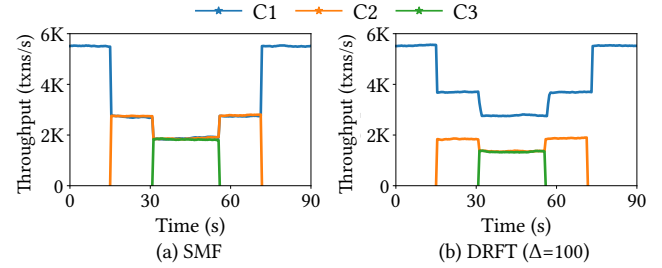 C1 C2 C3
6K 6K
4K 4K
2K 2K
0 0
Throughput (txns/s) Throughput (txns/s)
0 30 60 90 0 30 60 90
Time (s) Time (s)
(a) SMF (b) DRFT (Δ=100)